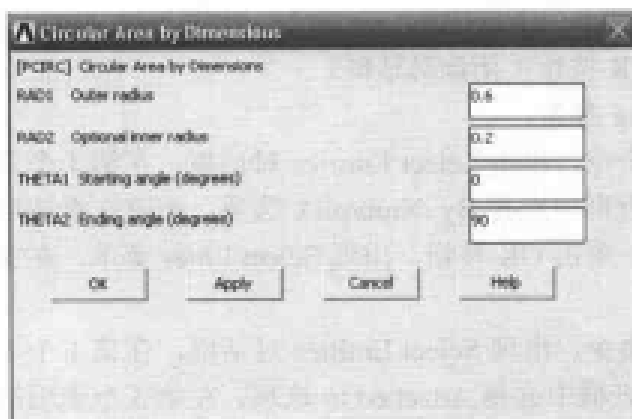 Circular Area by Dimensions
[PCIRC] Circular Area by Dimensions
RAD1 Outer radius 0.6
RAD2 Optional inner radius 0.2
THETA1 Starting angle (degrees) 0
THETA2 Ending angle (degrees) 90
OK Apply Cancel Help